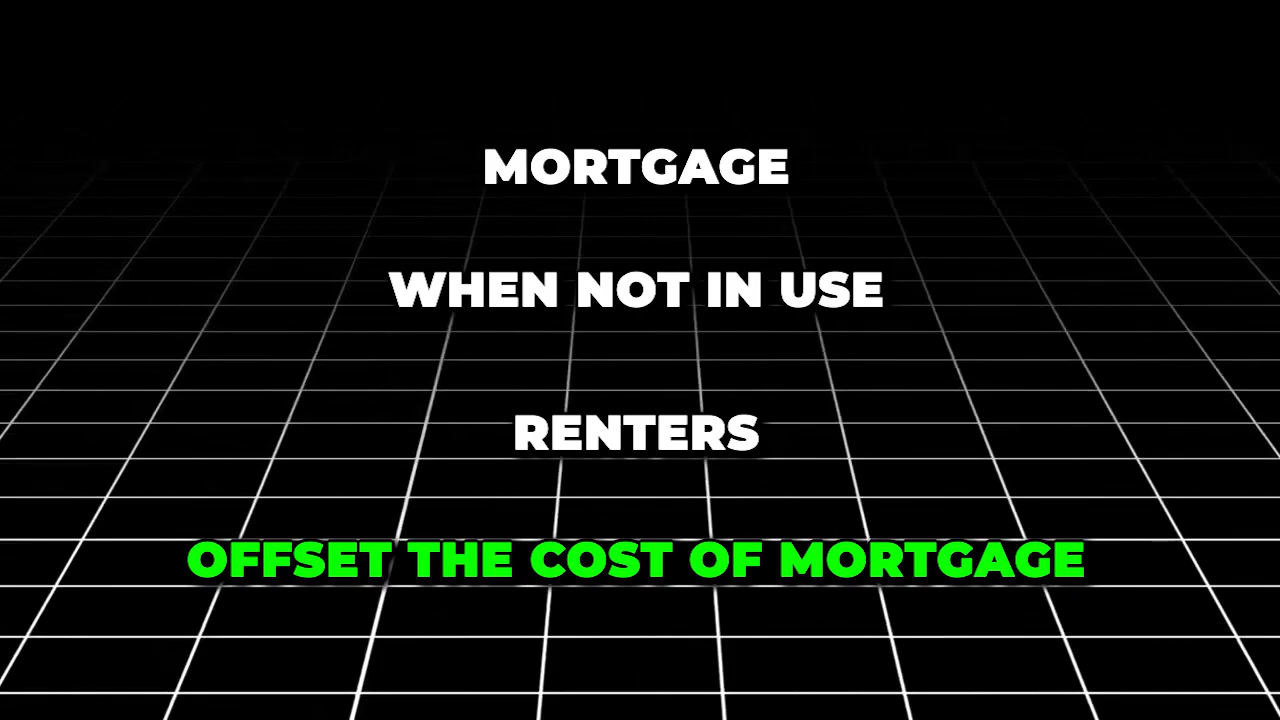 MORTGAGE
WHEN NOT IN USE
RENTERS
OFFSET THE COST OF MORTGAGE